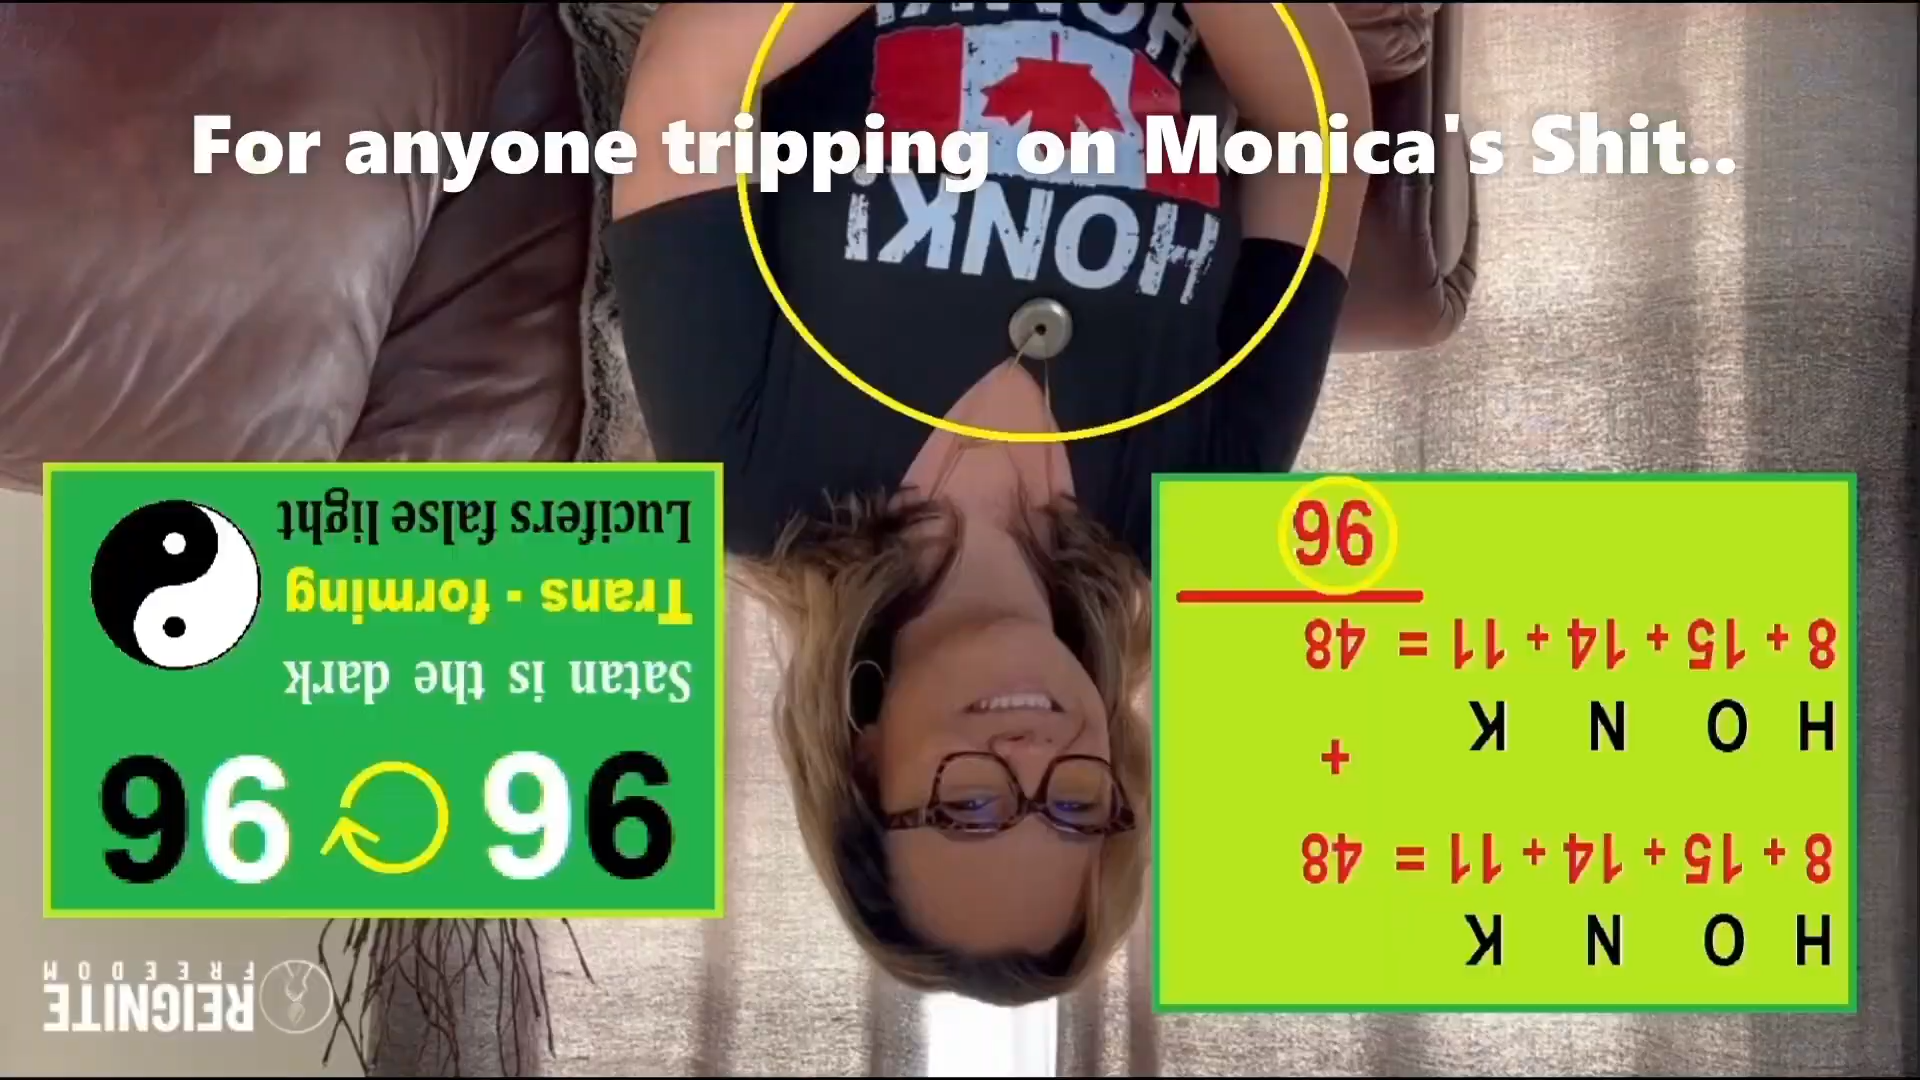 For anyone tripping on Monica's Shit..
HONK!
HONK
H O N K
8 + 15 + 14 + 11 = 48
+
H O N K
8 + 15 + 14 + 11 = 48
96
96 96
Satan is the dark
Trans - forming
Lucifers false light
REIGNITE
FREEDOM